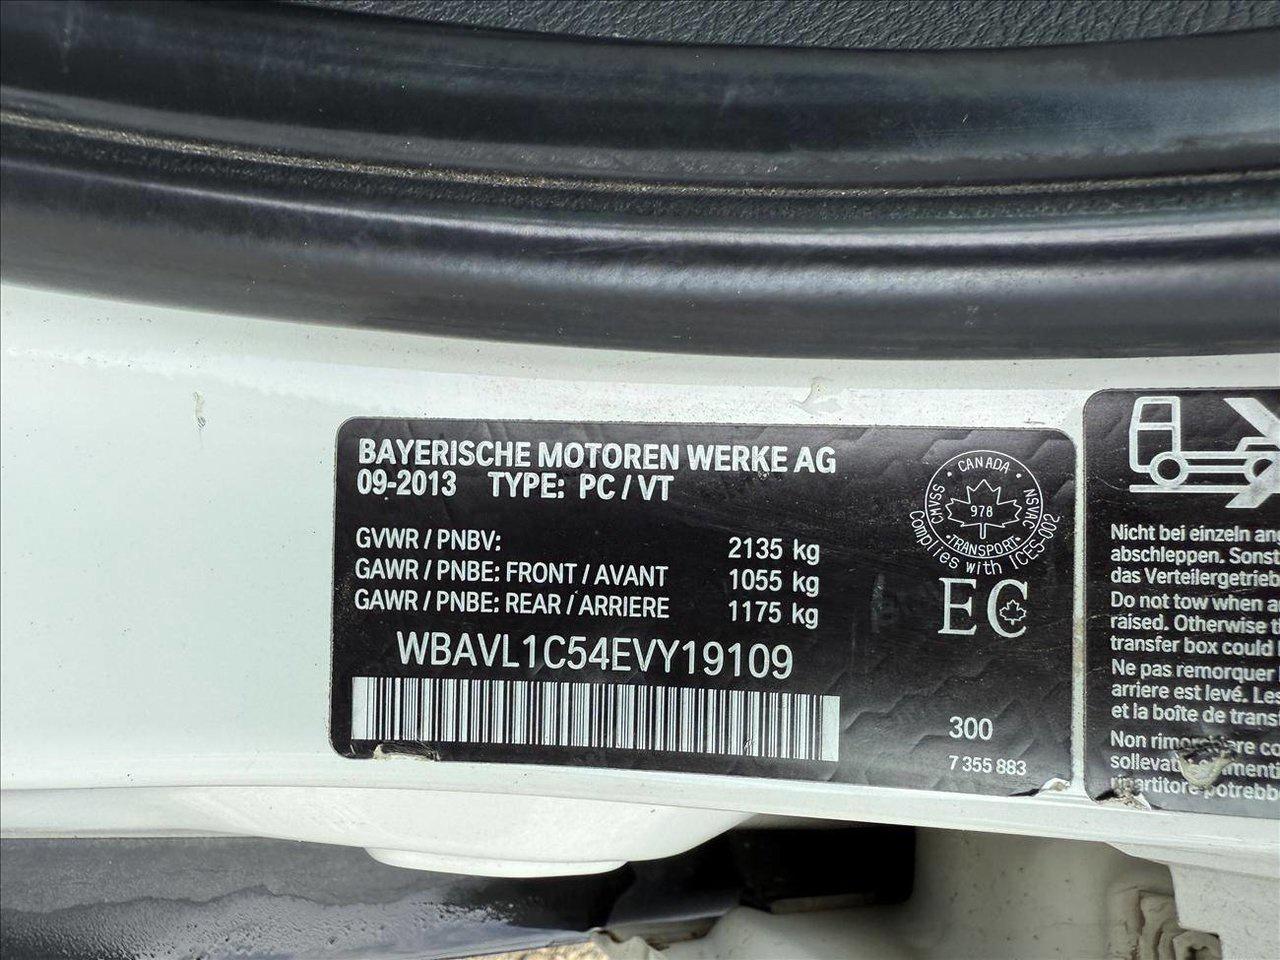 BAYERISCHE MOTOREN WERKE AG
09-2013 TYPE: PC / VT
GVWR / PNBV: 2135 kg
GAWR / PNBE: FRONT / AVANT 1055 kg
GAWR / PNBE: REAR / ARRIERE 1175 kg
WBAVL1C54EVY19109
CANADA
CMVSS
NSVAC
978
TRANSPORT
Complies with ICES-002
EC
300
7 355 883
Nicht bei einzeln
abschleppen. Sonst
das Verteilergetrieb
Do not tow when
raised. Otherwise
transfer box could
Ne pas remorquer
arriere est levé. Les
et la boîte de trans
Non